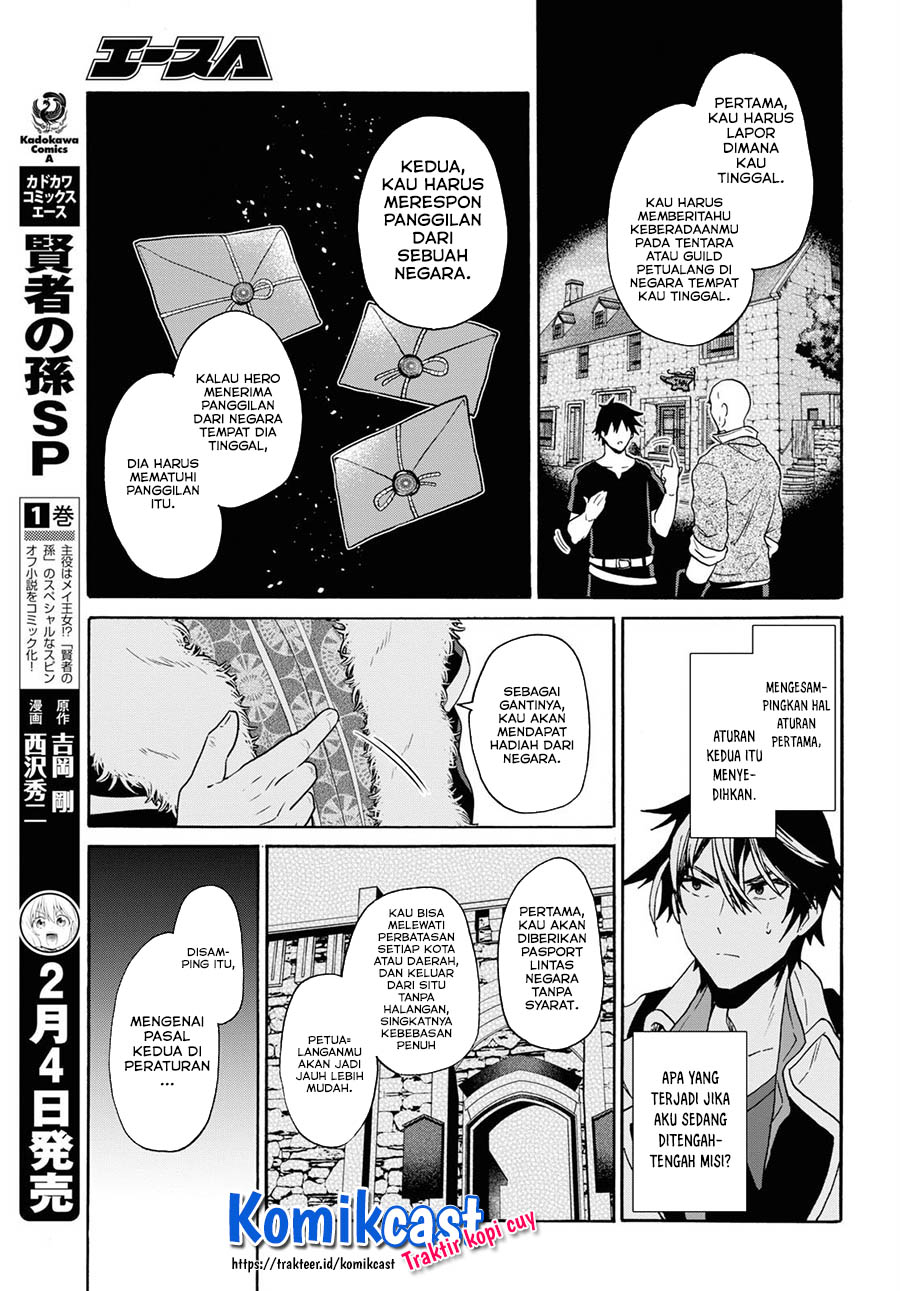 PERTAMA,
KAU HARUS
LAPOR
DIMANA
KAU
TINGGAL.
KAU HARUS
MEMBERITAHU
KEBERADAANMU
PADA TENTARA
ATAU GUILD
PETUALANG DI
NEGARA TEMPAT
KAU TINGGAL.
KEDUA,
KAU HARUS
MERESPON
PANGGILAN
DARI
SEBUAH
NEGARA.
KALAU HERO
MENERIMA
PANGGILAN
DARI NEGARA
TEMPAT DIA
TINGGAL,
DIA HARUS
MEMATUHI
PANGGILAN
ITU.
MENGESAM-
PINGKAN HAL
ATURAN
PERTAMA,
ATURAN
KEDUA ITU
MENYE-
DIHKAN.
APA YANG
TERJADI JIKA
AKU SEDANG
DITENGAH-
TENGAH MISI?
SEBAGAI
GANTINYA,
KAU AKAN
MENDAPAT
HADIAH DARI
NEGARA.
PERTAMA,
KAU AKAN
DIBERIKAN
PASPORT
LINTAS
NEGARA
TANPA
SYARAT.
KAU BISA
MELEWATI
PERBATASAN
SETIAP KOTA
ATAU DAERAH,
DAN KELUAR
DARI SITU
TANPA
HALANGAN,
SINGKATNYA
KEBEBASAN
PENUH
PETUA-
LANGANMU
AKAN JADI
JAUH LEBIH
MUDAH.
DISAM-
PING ITU,
MENGENAI
PASAL
KEDUA DI
PERATURAN
...
エースA
Kadokawa
Comics
A
カドカワ
コミックス
エース
賢者の孫SP
1巻
主役はメイ王女!?「賢者の
孫」のスペシャルなスピン
オフ小説をコミック化！
原作 吉岡 剛
漫画 西沢秀二
2月4日発売
Komikcast
Traktir kopi cuy
https://trakteer.id/komikcast